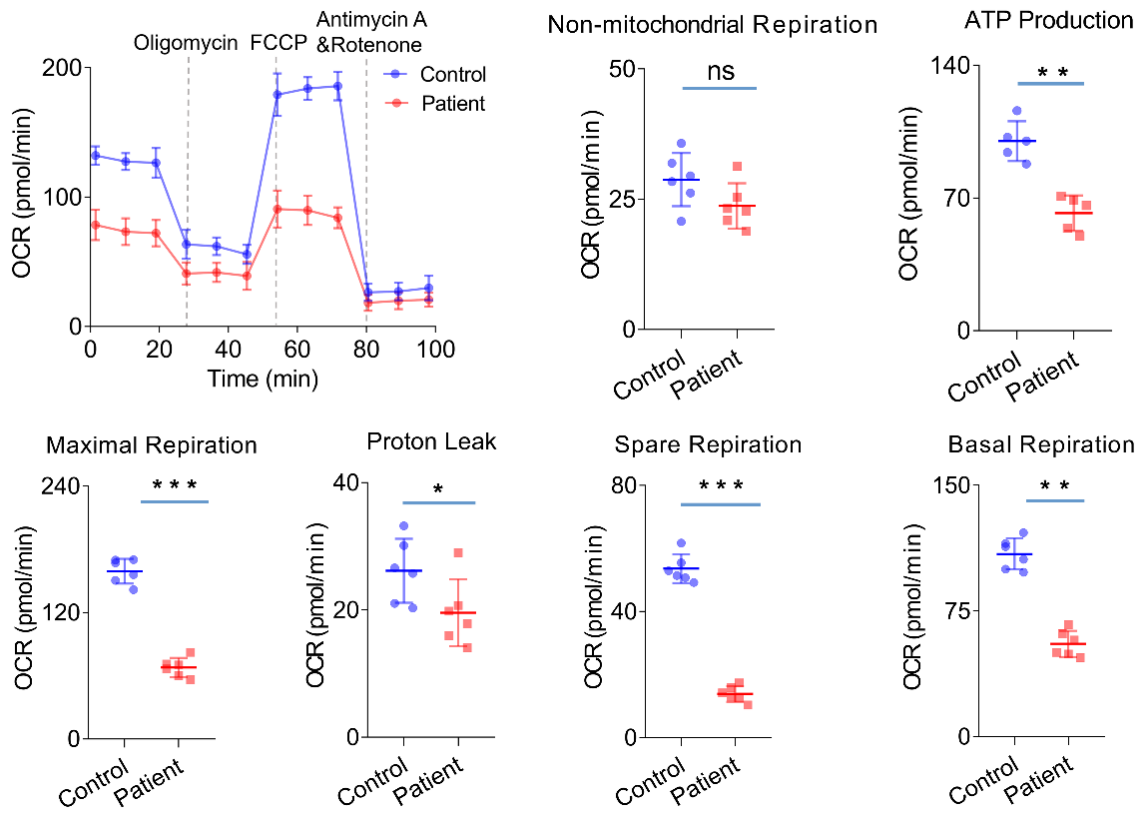 Oligomycin
FCCP
Antimycin A
&Rotenone
200
100
0
OCR (pmol/min)
Control
Patient
0 20 40 60 80 100
Time (min)
Non-mitochondrial Respiration
ns
50
25
0
OCR (pmol/min)
Control
Patient
ATP Production
* *
140
70
0
OCR (pmol/min)
Control
Patient
Maximal Repiration
* * *
240
120
0
OCR (pmol/min)
Control
Patient
Proton Leak
*
40
20
0
OCR (pmol/min)
Control
Patient
Spare Repiration
* * *
80
40
0
OCR (pmol/min)
Control
Patient
Basal Repiration
* *
150
75
0
OCR (pmol/min)
Control
Patient